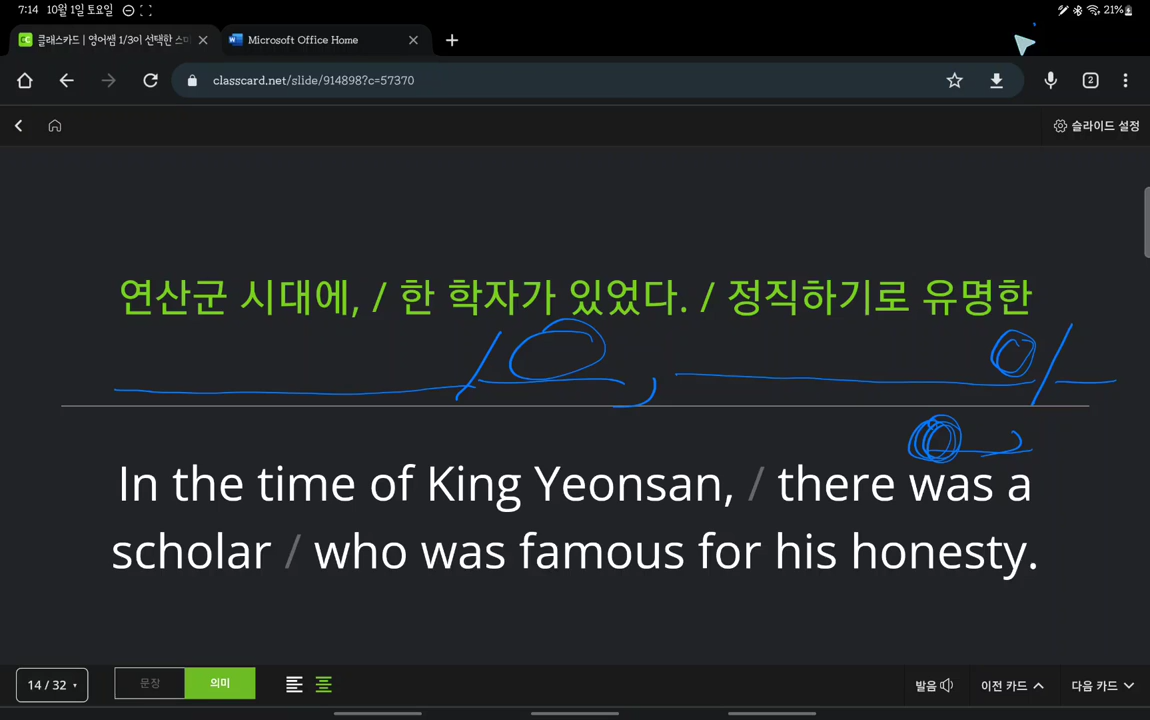 7:14 10월 1일 토요일 21%
클래스카드 | 영어쌤 1/3이 선택한 스마 Microsoft Office Home
classcard.net/slide/914898?c=57370 2
슬라이드 설정
연산군 시대에, / 한 학자가 있었다. / 정직하기로 유명한
In the time of King Yeonsan, / there was a
scholar / who was famous for his honesty.
14 / 32 문장 의미 발음 이전 카드 다음 카드